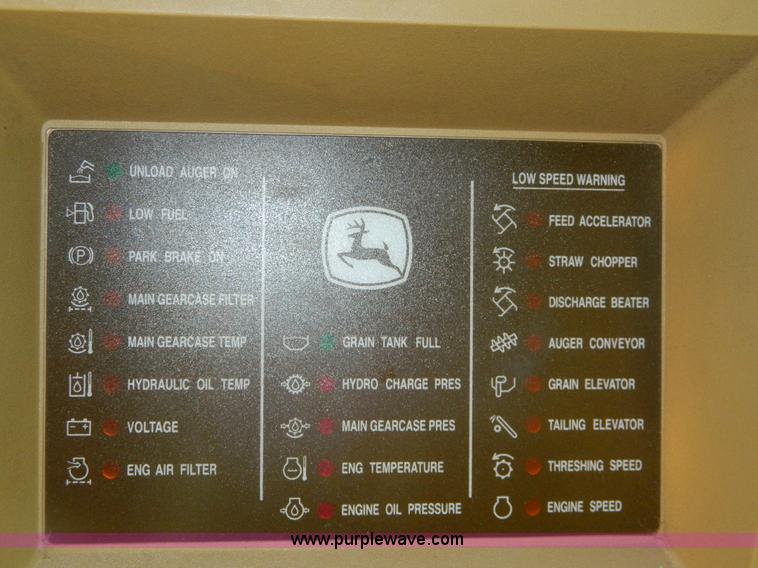 UNLOAD AUGER ON
LOW FUEL
PARK BRAKE ON
MAIN GEARCASE FILTER
MAIN GEARCASE TEMP
HYDRAULIC OIL TEMP
VOLTAGE
ENG AIR FILTER
GRAIN TANK FULL
HYDRO CHARGE PRES
MAIN GEARCASE PRES
ENG TEMPERATURE
ENGINE OIL PRESSURE
LOW SPEED WARNING
FEED ACCELERATOR
STRAW CHOPPER
DISCHARGE BEATER
AUGER CONVEYOR
GRAIN ELEVATOR
TAILING ELEVATOR
THRESHING SPEED
ENGINE SPEED
www.purplewave.com